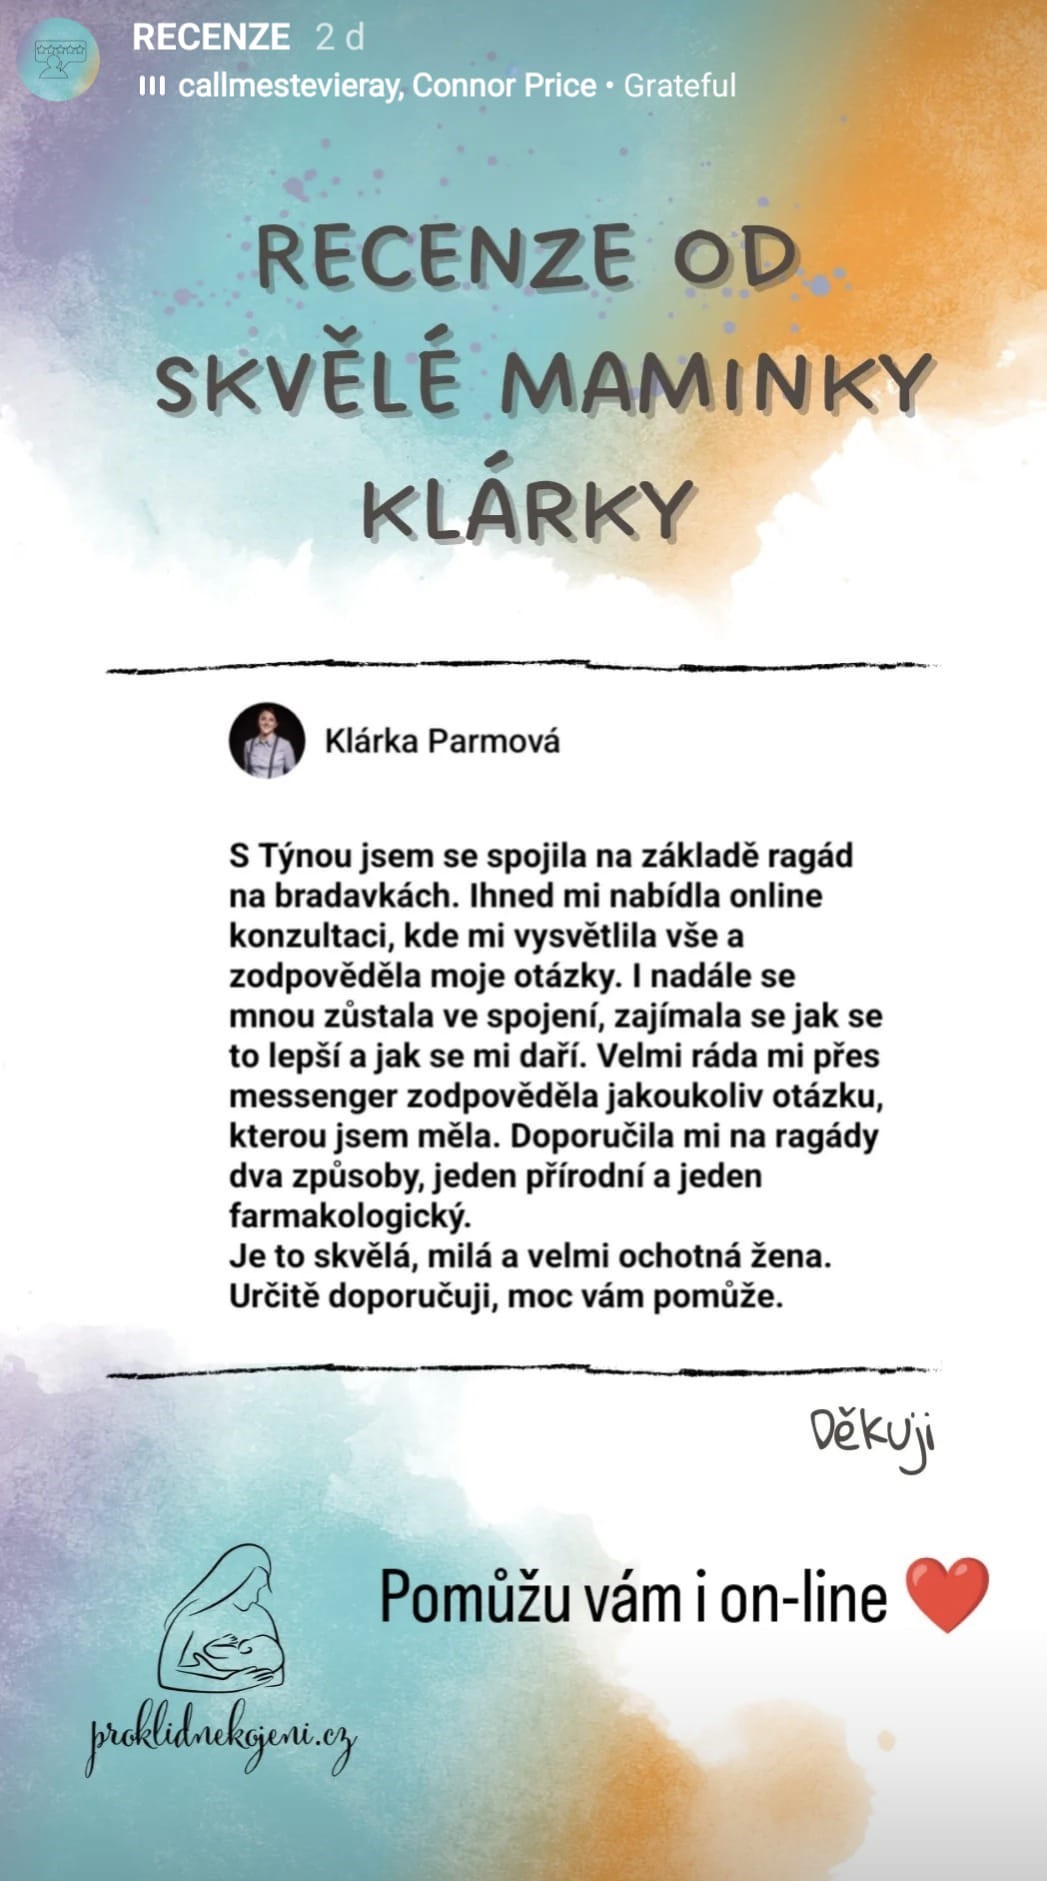 RECENZE 2 d
callmestevieray, Connor Price • Grateful
RECENZE OD
SKVĚLÉ MAMINKY
KLÁRKY
Klárka Parmová
S Týnou jsem se spojila na základě ragád
na bradavkách. Ihned mi nabídla online
konzultaci, kde mi vysvětlila vše a
zodpověděla moje otázky. I nadále se
mnou zůstala ve spojení, zajímala se jak se
to lepší a jak se mi daří. Velmi ráda mi přes
messenger zodpověděla jakoukoliv otázku,
kterou jsem měla. Doporučila mi na ragády
dva způsoby, jeden přírodní a jeden
farmakologický.
Je to skvělá, milá a velmi ochotná žena.
Určitě doporučuji, moc vám pomůže.
Děkuji
Pomůžu vám i on-line ❤️
proklidnekojeni.cz